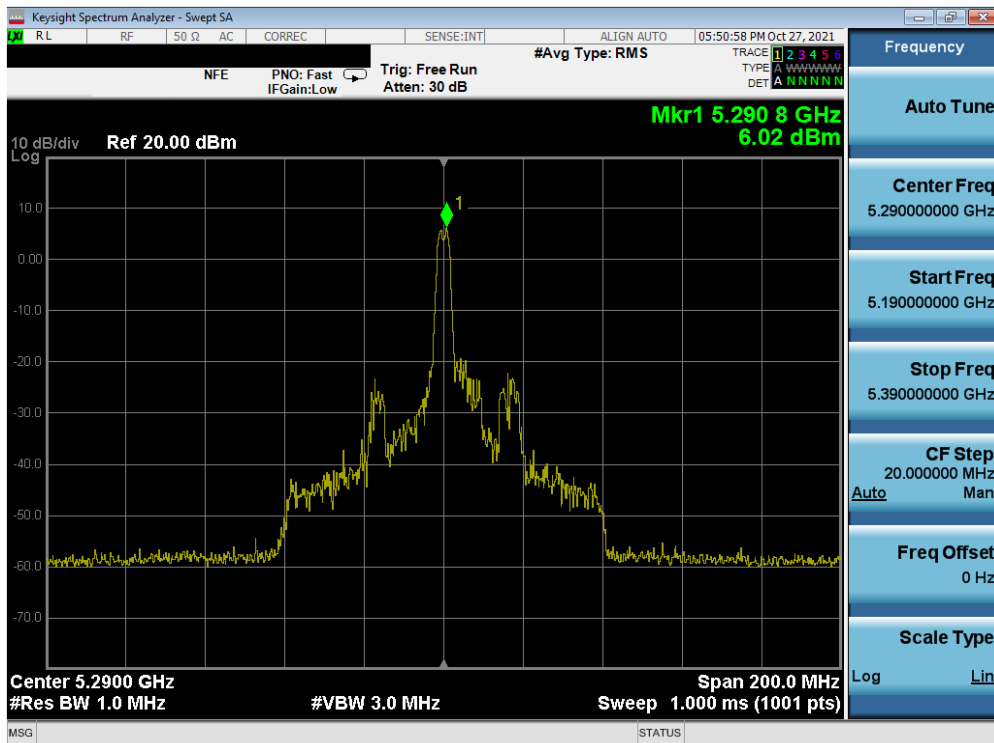 Keysight Spectrum Analyzer - Swept SA
LXI RL RF 50 Ω AC CORREC SENSE:INT ALIGN AUTO 05:50:58 PM Oct 27, 2021
NFE PNO: Fast Trig: Free Run #Avg Type: RMS TRACE 1 2 3 4 5 6
IFGain:Low Atten: 30 dB TYPE A WWWWW
DET A N N N N N
Mkr1 5.290 8 GHz
6.02 dBm
10 dB/div Ref 20.00 dBm
Log
1
10.0
0.00
-10.0
-20.0
-30.0
-40.0
-50.0
-60.0
-70.0
Center 5.2900 GHz Span 200.0 MHz
#Res BW 1.0 MHz #VBW 3.0 MHz Sweep 1.000 ms (1001 pts)
MSG STATUS
Frequency
Auto Tune
Center Freq
5.290000000 GHz
Start Freq
5.190000000 GHz
Stop Freq
5.390000000 GHz
CF Step
20.000000 MHz
Auto Man
Freq Offset
0 Hz
Scale Type
Log Lin